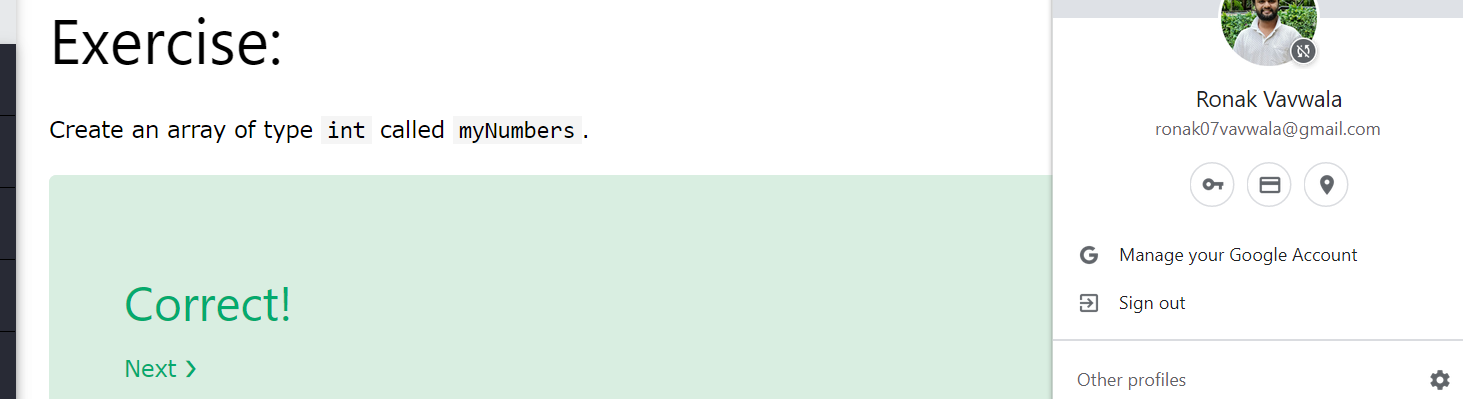 Exercise:
Create an array of type int called myNumbers.
Correct!
Next ❯
Ronak Vavwala
ronak07vavwala@gmail.com
Manage your Google Account
Sign out
Other profiles